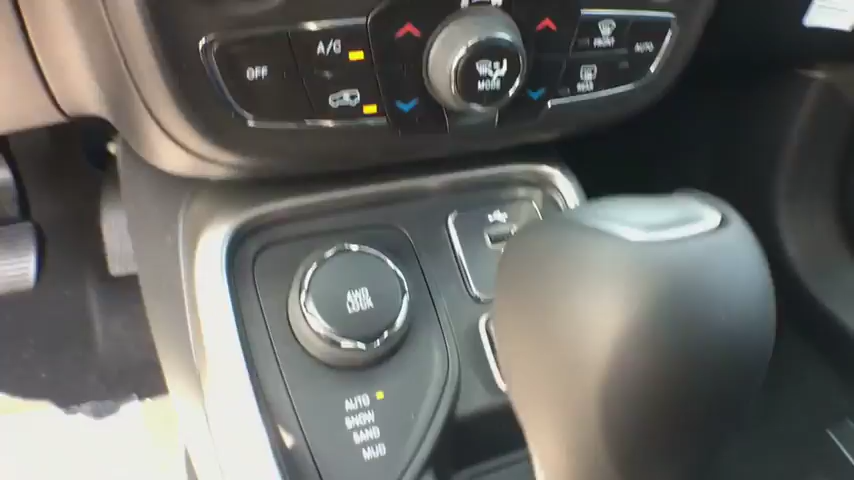 OFF
A/C
MODE
FRONT
AUTO
REAR
AWD
LOCK
AUTO
SNOW
SAND
MUD